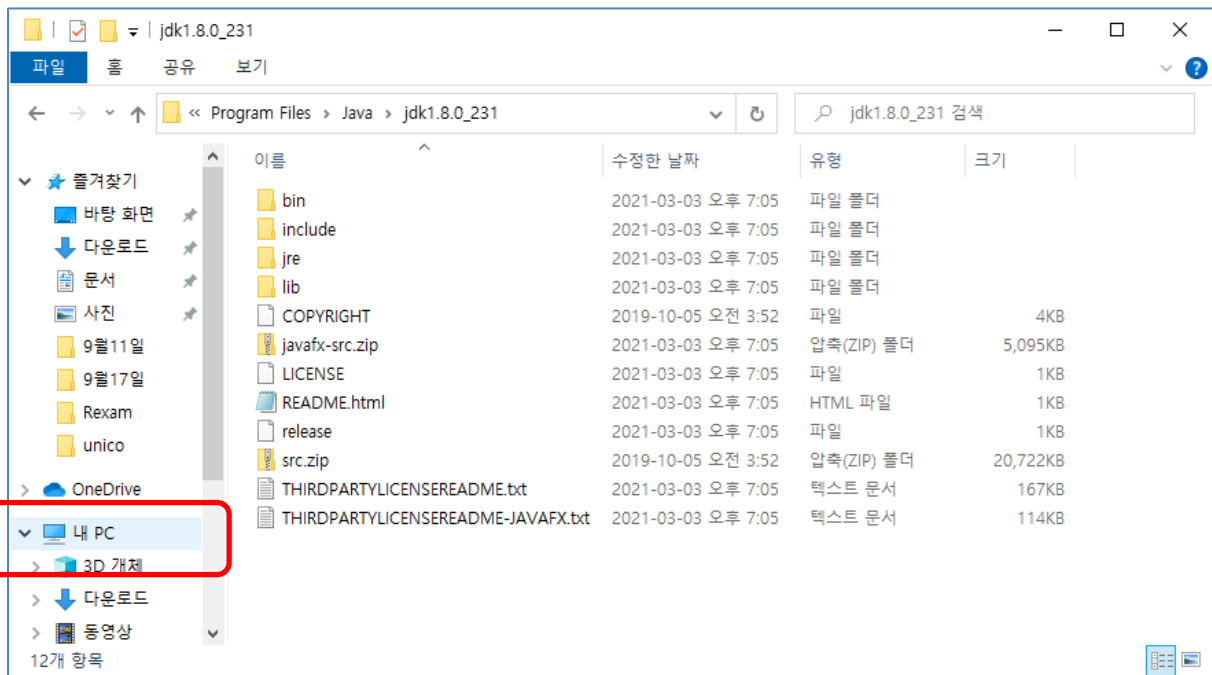 jdk1.8.0_231
파일 홈 공유 보기
« Program Files › Java › jdk1.8.0_231
jdk1.8.0_231 검색
즐겨찾기
바탕 화면
다운로드
문서
사진
9월11일
9월17일
Rexam
unico
OneDrive
내 PC
3D 개체
다운로드
동영상
이름 수정한 날짜 유형 크기
bin 2021-03-03 오후 7:05 파일 폴더
include 2021-03-03 오후 7:05 파일 폴더
jre 2021-03-03 오후 7:05 파일 폴더
lib 2021-03-03 오후 7:05 파일 폴더
COPYRIGHT 2019-10-05 오전 3:52 파일 4KB
javafx-src.zip 2021-03-03 오후 7:05 압축(ZIP) 폴더 5,095KB
LICENSE 2021-03-03 오후 7:05 파일 1KB
README.html 2021-03-03 오후 7:05 HTML 파일 1KB
release 2021-03-03 오후 7:05 파일 1KB
src.zip 2019-10-05 오전 3:52 압축(ZIP) 폴더 20,722KB
THIRDPARTYLICENSEREADME.txt 2021-03-03 오후 7:05 텍스트 문서 167KB
THIRDPARTYLICENSEREADME-JAVAFX.txt 2021-03-03 오후 7:05 텍스트 문서 114KB
12개 항목